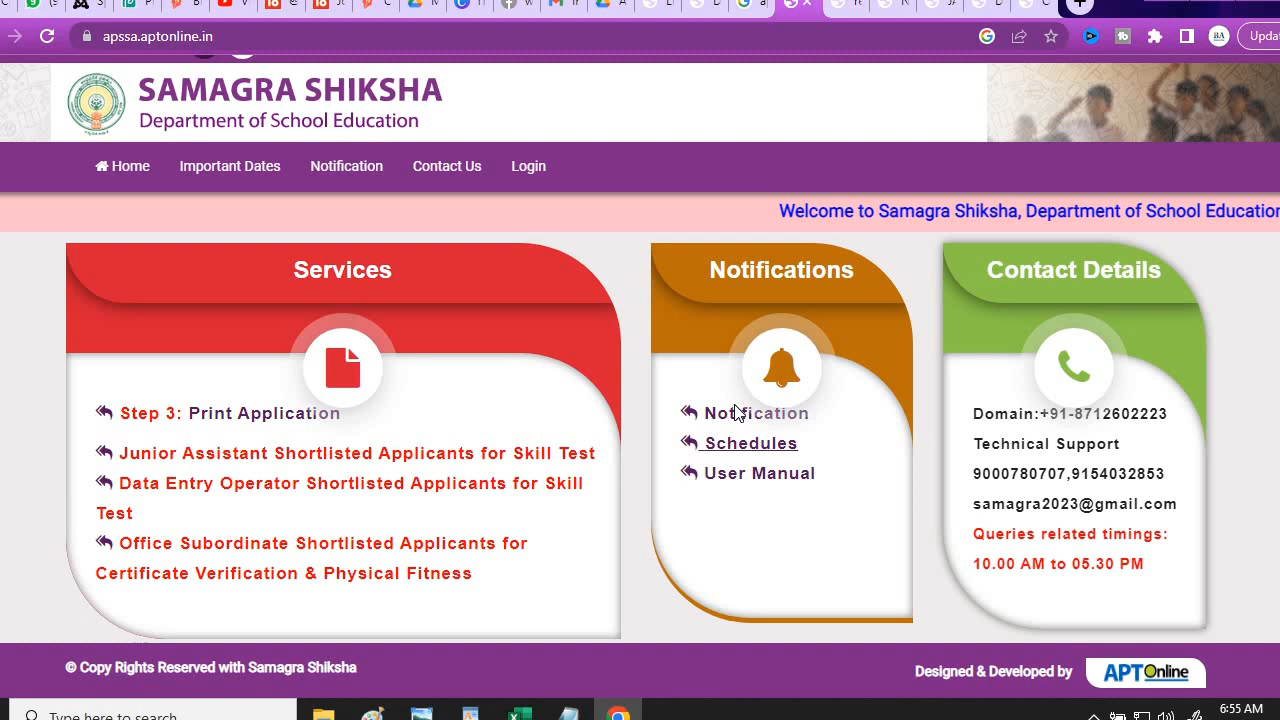 apssa.aptonline.in
Updat
SAMAGRA SHIKSHA
Department of School Education
Home Important Dates Notification Contact Us Login
Welcome to Samagra Shiksha, Department of School Education
Services
Step 3: Print Application
Junior Assistant Shortlisted Applicants for Skill Test
Data Entry Operator Shortlisted Applicants for Skill
Test
Office Subordinate Shortlisted Applicants for
Certificate Verification & Physical Fitness
Notifications
Notification
Schedules
User Manual
Contact Details
Domain:+91-8712602223
Technical Support
9000780707,9154032853
samagra2023@gmail.com
Queries related timings:
10.00 AM to 05.30 PM
© Copy Rights Reserved with Samagra Shiksha
Designed & Developed by APTOnline
Type here to search
6:55 AM